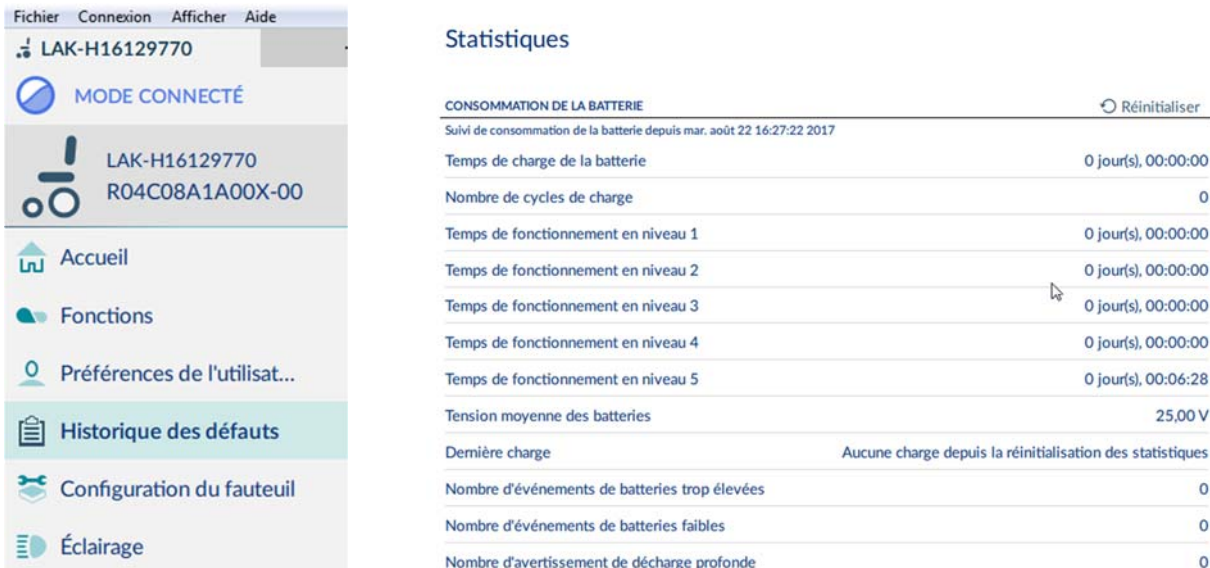 Fichier Connexion Afficher Aide
LAK-H16129770
MODE CONNECTÉ
LAK-H16129770
R04C08A1A00X-00
Accueil
Fonctions
Préférences de l'utilisat...
Historique des défauts
Configuration du fauteuil
Éclairage
Statistiques
CONSOMMATION DE LA BATTERIE Réinitialiser
Suivi de consommation de la batterie depuis mar. août 22 16:27:22 2017
Temps de charge de la batterie 0 jour(s), 00:00:00
Nombre de cycles de charge 0
Temps de fonctionnement en niveau 1 0 jour(s), 00:00:00
Temps de fonctionnement en niveau 2 0 jour(s), 00:00:00
Temps de fonctionnement en niveau 3 0 jour(s), 00:00:00
Temps de fonctionnement en niveau 4 0 jour(s), 00:00:00
Temps de fonctionnement en niveau 5 0 jour(s), 00:06:28
Tension moyenne des batteries 25,00 V
Dernière charge Aucune charge depuis la réinitialisation des statistiques
Nombre d'événements de batteries trop élevées 0
Nombre d'événements de batteries faibles 0
Nombre d'avertissement de décharge profonde 0